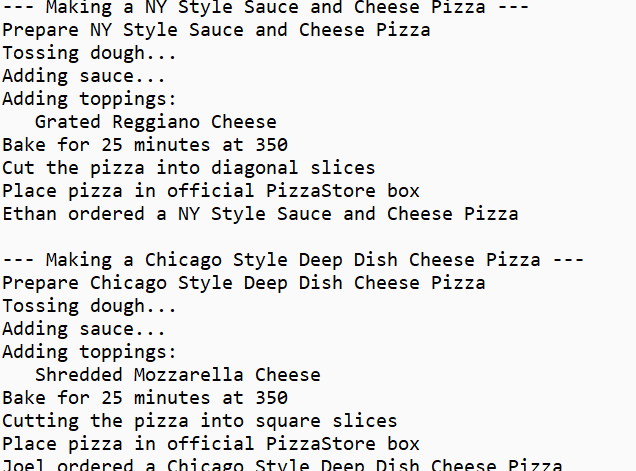 --- Making a NY Style Sauce and Cheese Pizza ---
Prepare NY Style Sauce and Cheese Pizza
Tossing dough...
Adding sauce...
Adding toppings:
   Grated Reggiano Cheese
Bake for 25 minutes at 350
Cut the pizza into diagonal slices
Place pizza in official PizzaStore box
Ethan ordered a NY Style Sauce and Cheese Pizza

--- Making a Chicago Style Deep Dish Cheese Pizza ---
Prepare Chicago Style Deep Dish Cheese Pizza
Tossing dough...
Adding sauce...
Adding toppings:
   Shredded Mozzarella Cheese
Bake for 25 minutes at 350
Cutting the pizza into square slices
Place pizza in official PizzaStore box
Joel ordered a Chicago Style Deep Dish Cheese Pizza